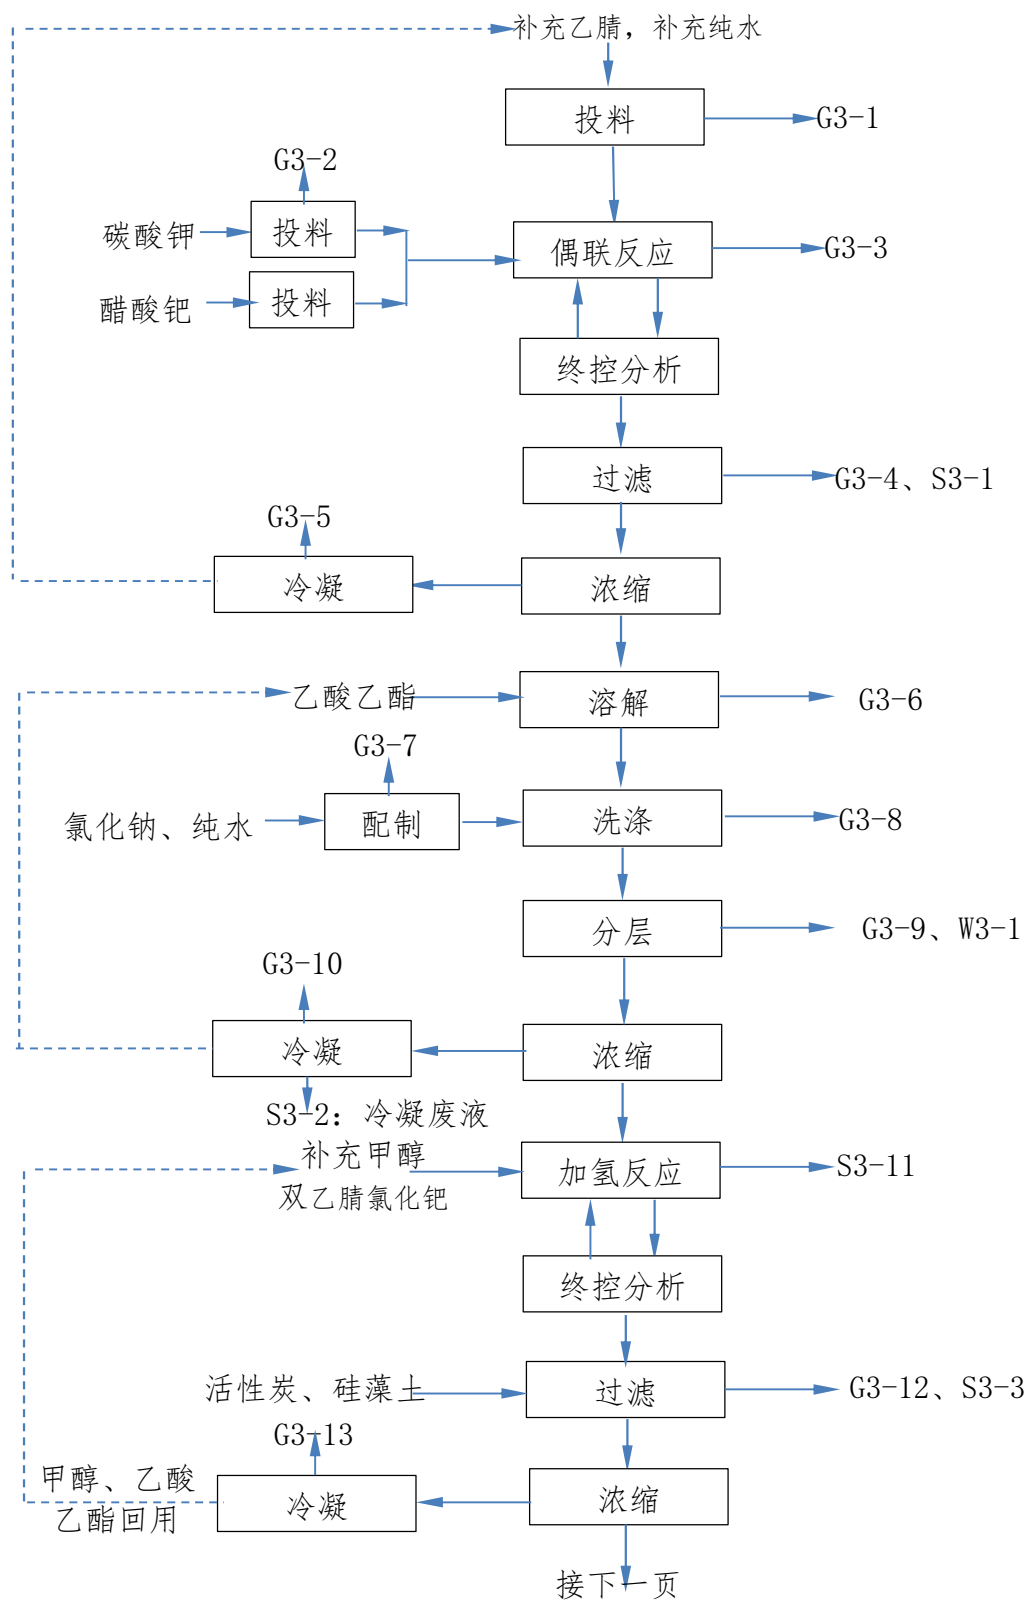 补充乙腈，补充纯水
投料
G3-1
G3-2
碳酸钾
投料
偶联反应
G3-3
醋酸钯
投料
终控分析
过滤
G3-4、S3-1
G3-5
冷凝
浓缩
乙酸乙酯
溶解
G3-6
G3-7
氯化钠、纯水
配制
洗涤
G3-8
分层
G3-9、W3-1
G3-10
冷凝
浓缩
S3-2：冷凝废液
补充甲醇
双乙腈氯化钯
加氢反应
S3-11
终控分析
活性炭、硅藻土
过滤
G3-12、S3-3
G3-13
甲醇、乙酸
乙酯回用
冷凝
浓缩
接下一页